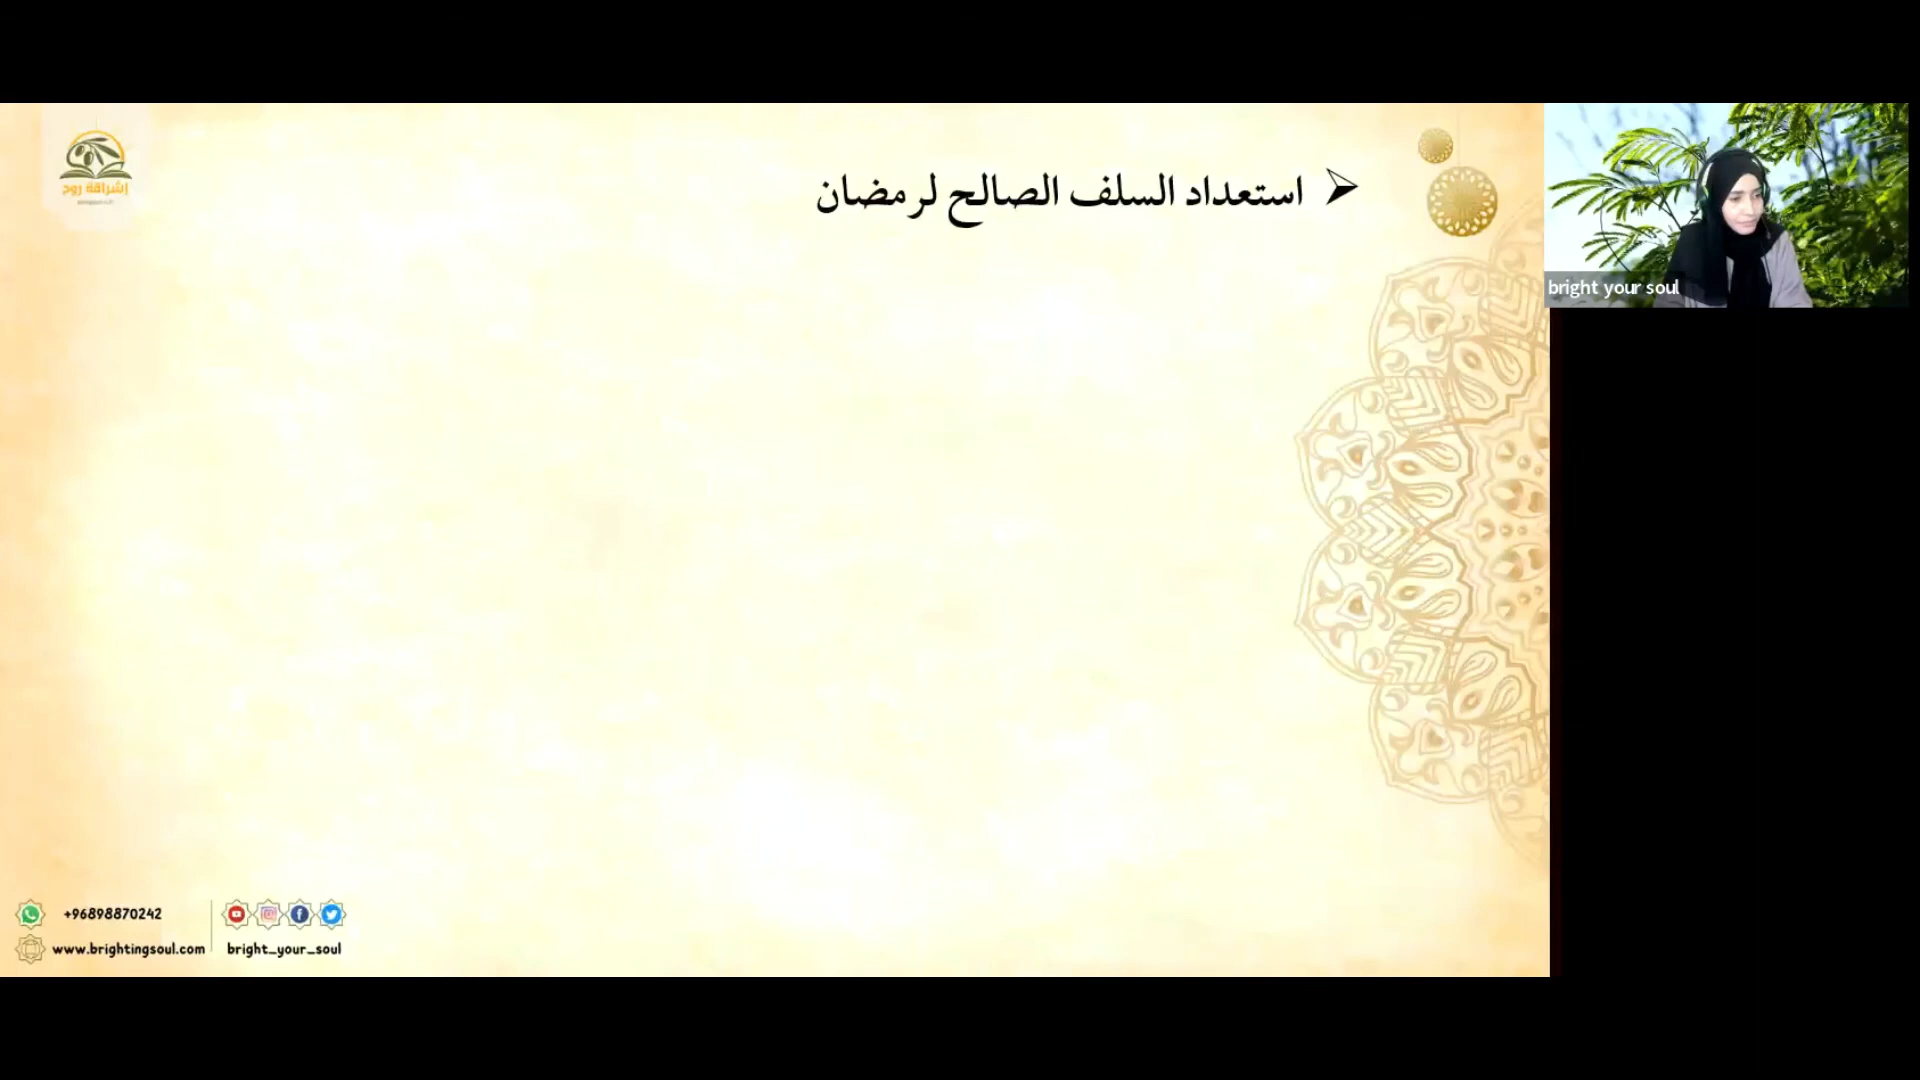 استعداد السلف الصالح لرمضان
إشراقة روح
bright your soul
+96898870242
www.brightingsoul.com
bright_your_soul